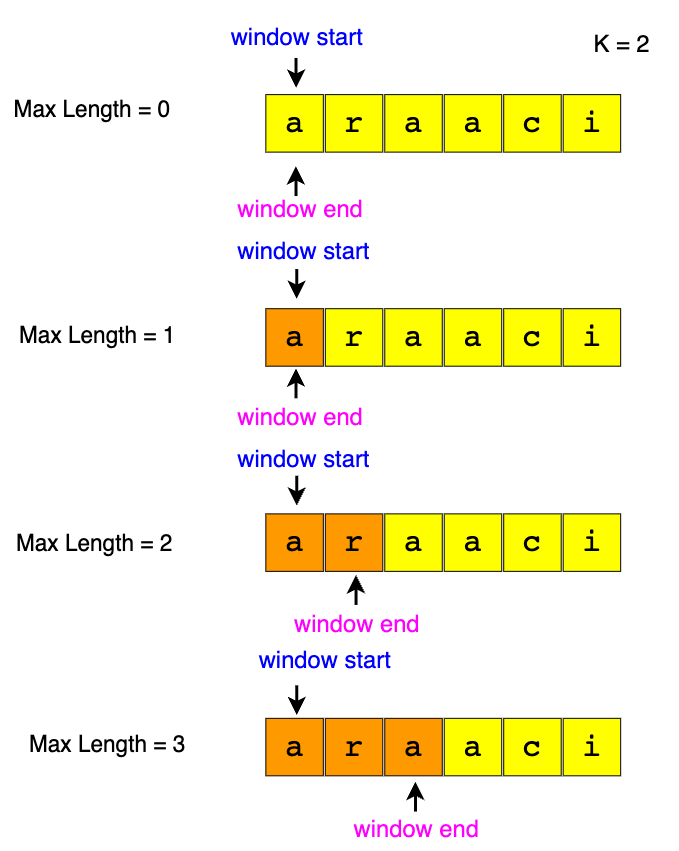 window start
K = 2
Max Length = 0
a r a a c i
window end
window start
Max Length = 1
a r a a c i
window end
window start
Max Length = 2
a r a a c i
window end
window start
Max Length = 3
a r a a c i
window end